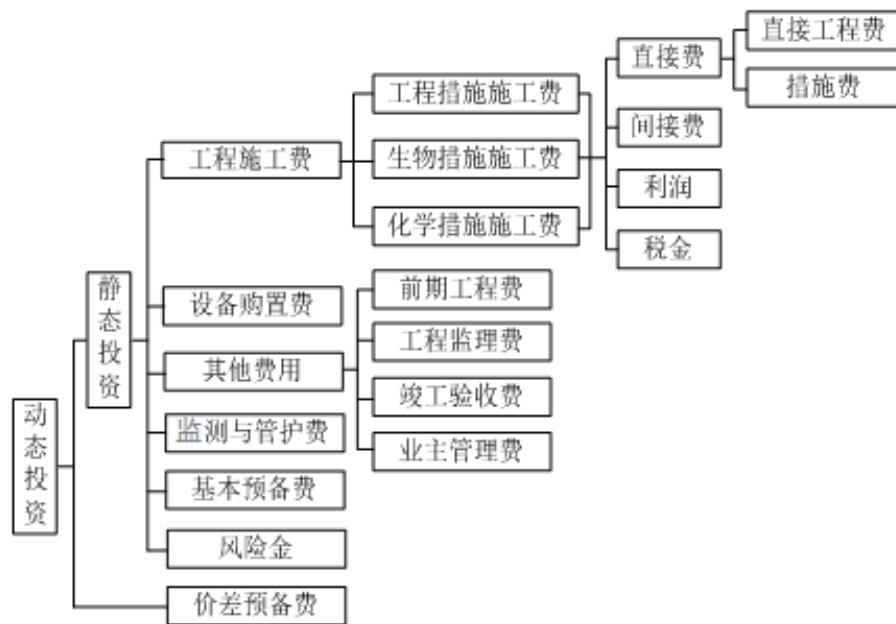 动态投资
静态投资
工程施工费
工程措施施工费
生物措施施工费
化学措施施工费
直接费
直接工程费
措施费
间接费
利润
税金
设备购置费
其他费用
前期工程费
工程监理费
竣工验收费
业主管理费
监测与管护费
基本预备费
风险金
价差预备费